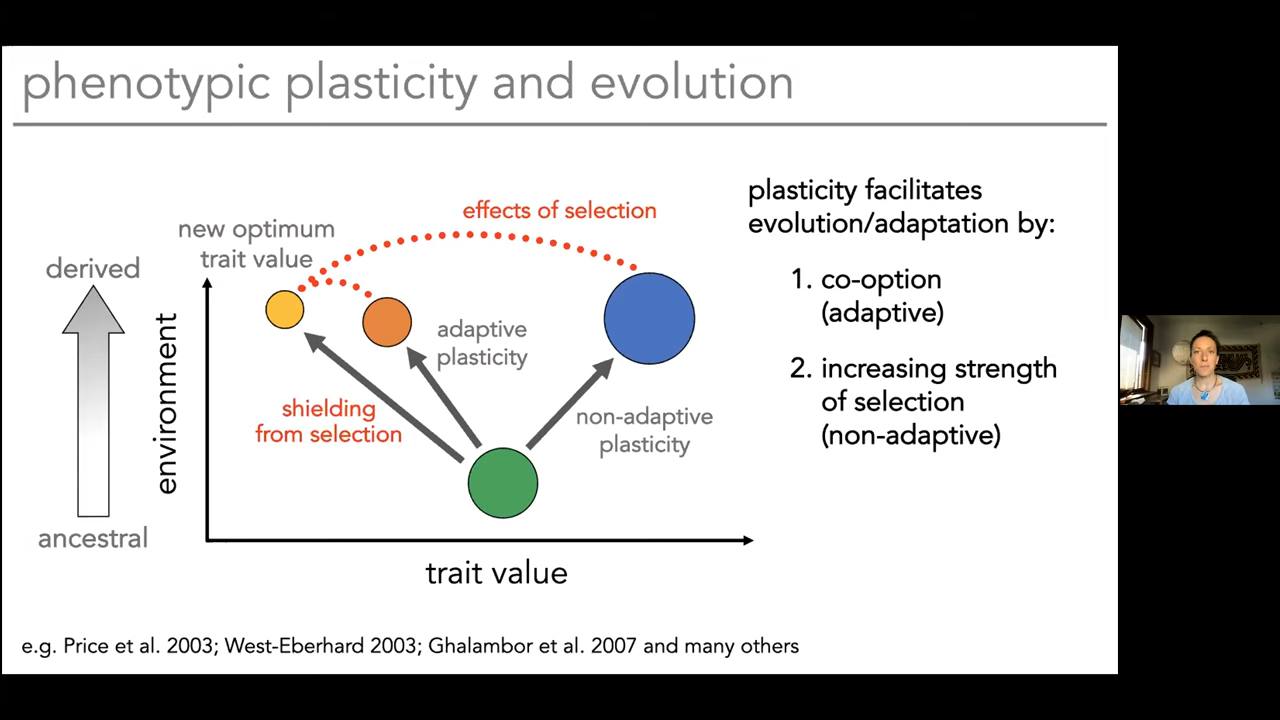 phenotypic plasticity and evolution
effects of selection
new optimum
trait value
derived
adaptive
plasticity
environment
shielding
from selection
non-adaptive
plasticity
ancestral
trait value
plasticity facilitates
evolution/adaptation by:
1. co-option
(adaptive)
2. increasing strength
of selection
(non-adaptive)
e.g. Price et al. 2003; West-Eberhard 2003; Ghalambor et al. 2007 and many others